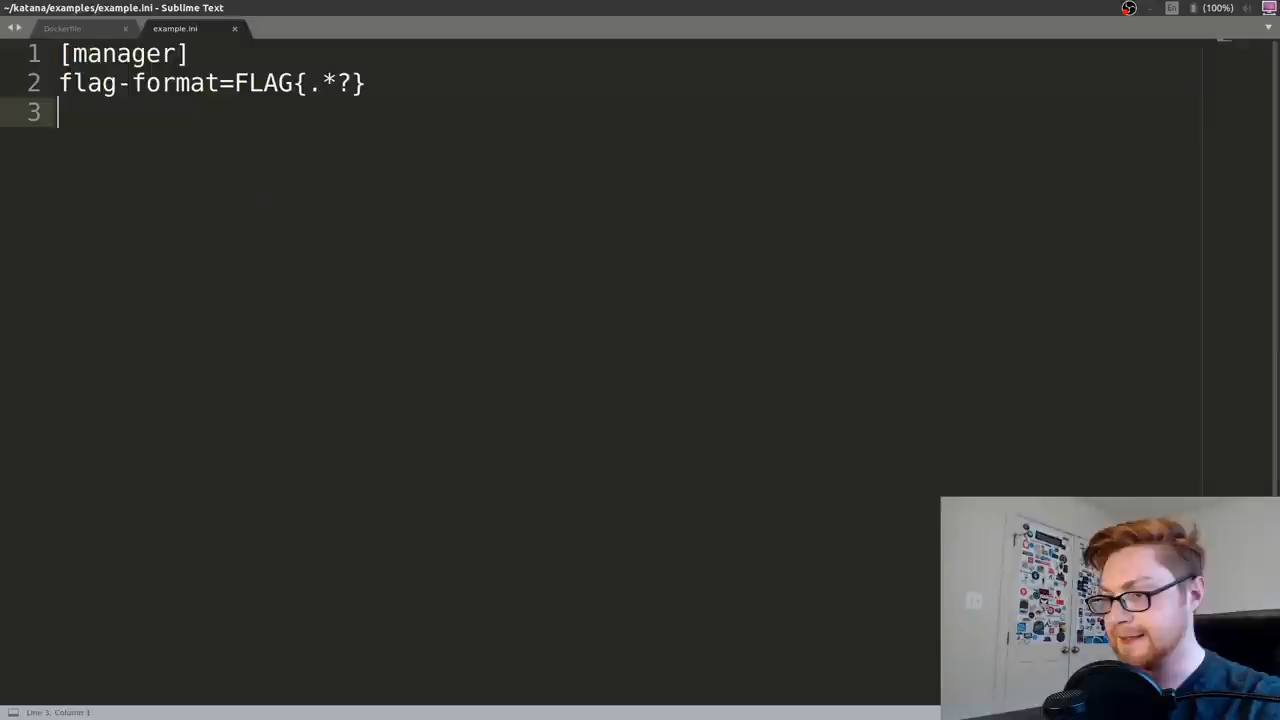 ~/katana/examples/example.ini - Sublime Text
En
(100%)
Dockerfile
example.ini
1 [manager]
2 flag-format=FLAG{.*?}
3
Line 3, Column 1